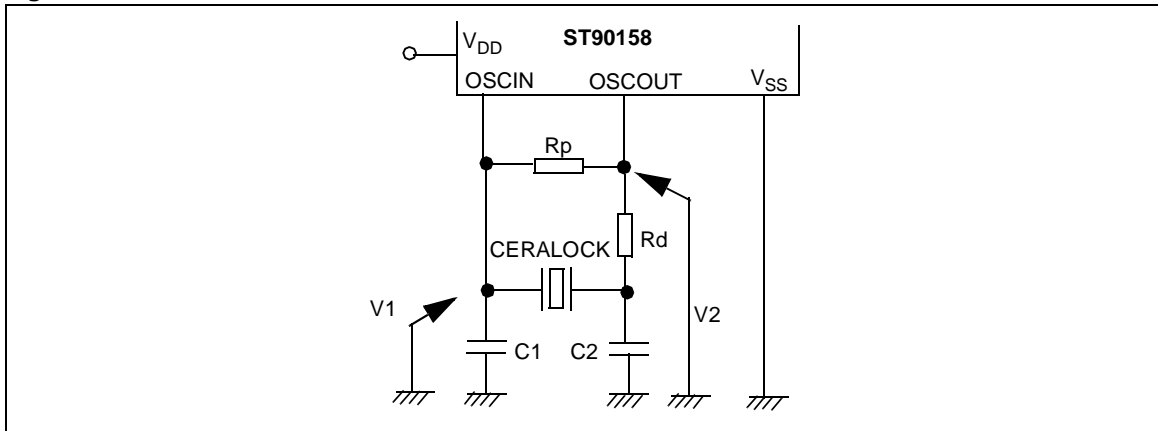 ST90158
VDD
OSCIN
OSCOUT
VSS
Rp
Rd
CERALOCK
V1
V2
C1
C2